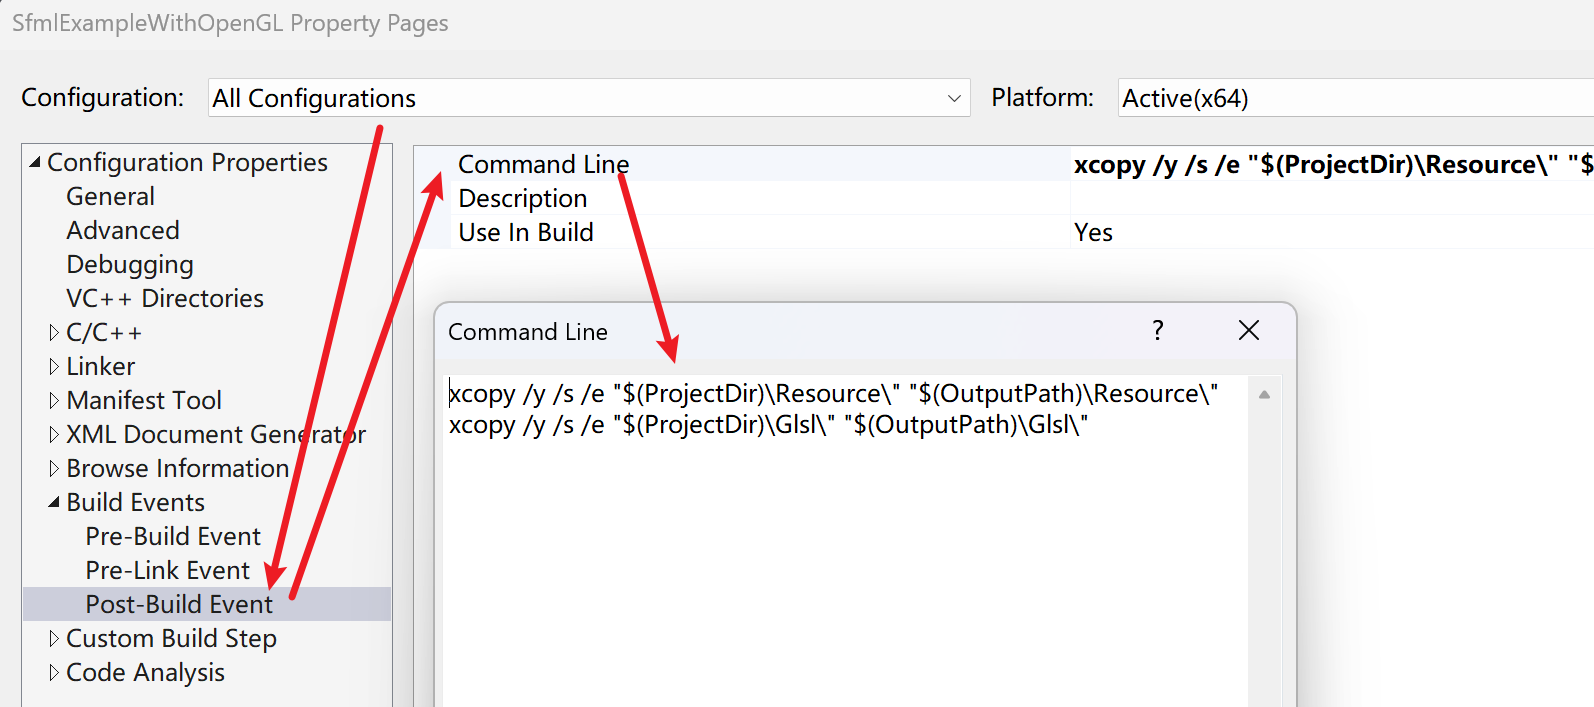 SfmlExampleWithOpenGL Property Pages
Configuration: All Configurations Platform: Active(x64)
Configuration Properties
General
Advanced
Debugging
VC++ Directories
C/C++
Linker
Manifest Tool
XML Document Generator
Browse Information
Build Events
Pre-Build Event
Pre-Link Event
Post-Build Event
Custom Build Step
Code Analysis
Command Line xcopy /y /s /e "$(ProjectDir)\Resource\" "$
Description
Use In Build Yes
Command Line ?
xcopy /y /s /e "$(ProjectDir)\Resource\" "$(OutputPath)\Resource\"
xcopy /y /s /e "$(ProjectDir)\Glsl\" "$(OutputPath)\Glsl\"